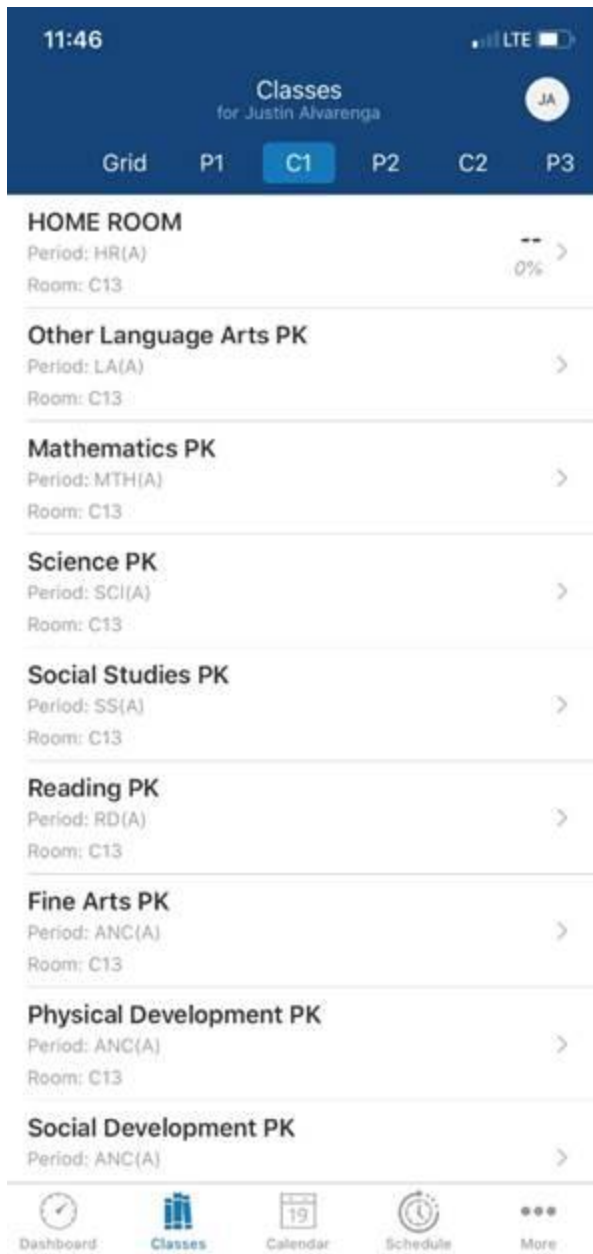 11:46
LTE
Classes
for Justin Alvarenga
JA
Grid P1 C1 P2 C2 P3
HOME ROOM
Period: HR(A)
--
0%
Room: C13
Other Language Arts PK
Period: LA(A)
Room: C13
Mathematics PK
Period: MTH(A)
Room: C13
Science PK
Period: SCI(A)
Room: C13
Social Studies PK
Period: SS(A)
Room: C13
Reading PK
Period: RD(A)
Room: C13
Fine Arts PK
Period: ANC(A)
Room: C13
Physical Development PK
Period: ANC(A)
Room: C13
Social Development PK
Period: ANC(A)
19
Dashboard Classes Calendar Schedule More